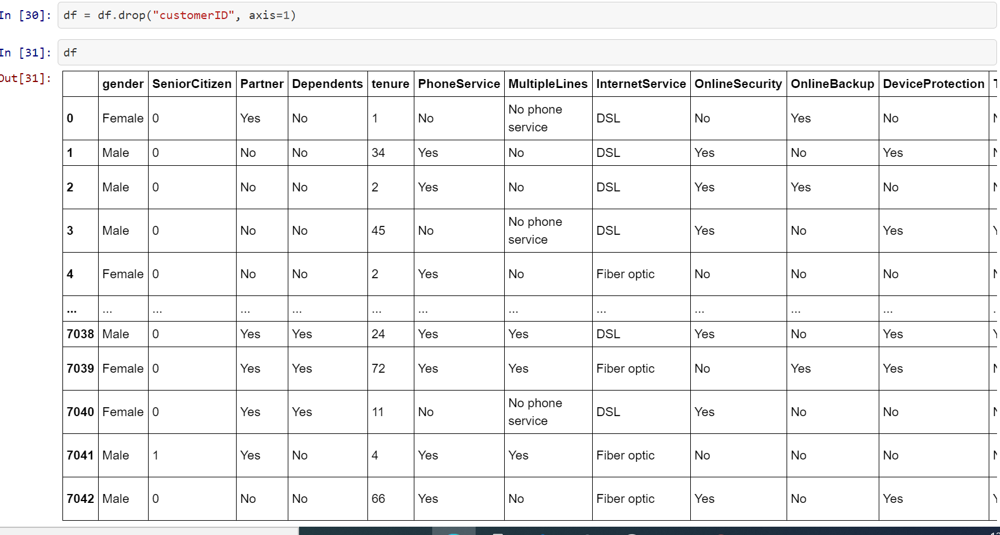 In [30]: df = df.drop("customerID", axis=1)
In [31]: df
Out[31]:
gender SeniorCitizen Partner Dependents tenure PhoneService MultipleLines InternetService OnlineSecurity OnlineBackup DeviceProtection
0 Female 0 Yes No 1 No No phone service DSL No Yes No
1 Male 0 No No 34 Yes No DSL Yes No Yes
2 Male 0 No No 2 Yes No DSL Yes Yes No
3 Male 0 No No 45 No No phone service DSL Yes No Yes
4 Female 0 No No 2 Yes No Fiber optic No No No
... ... ... ... ... ... ... ... ... ... ... ...
7038 Male 0 Yes Yes 24 Yes Yes DSL Yes No Yes
7039 Female 0 Yes Yes 72 Yes Yes Fiber optic No Yes Yes
7040 Female 0 Yes Yes 11 No No phone service DSL Yes No No
7041 Male 1 Yes No 4 Yes Yes Fiber optic No No No
7042 Male 0 No No 66 Yes No Fiber optic Yes No Yes